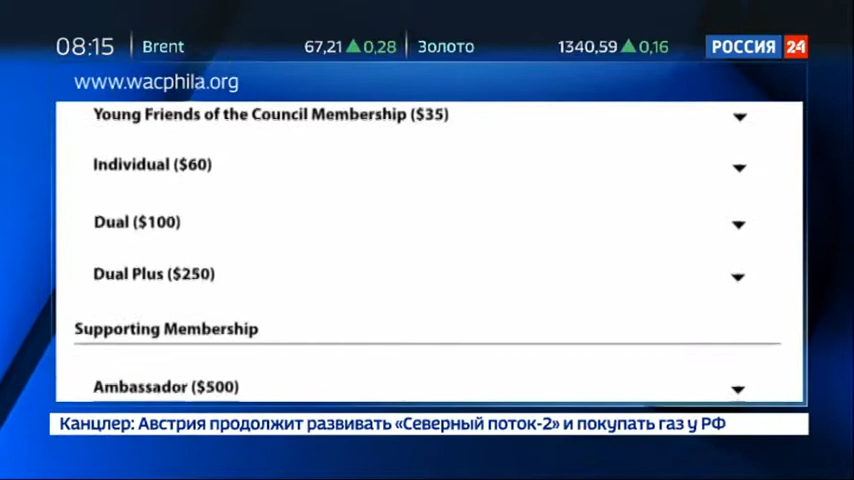 08:15 Brent 67,21 0,28 Золото 1340,59 0,16 РОССИЯ 24
www.wacphila.org
Young Friends of the Council Membership ($35)
Individual ($60)
Dual ($100)
Dual Plus ($250)
Supporting Membership
Ambassador ($500)
Канцлер: Австрия продолжит развивать «Северный поток-2» и покупать газ у РФ